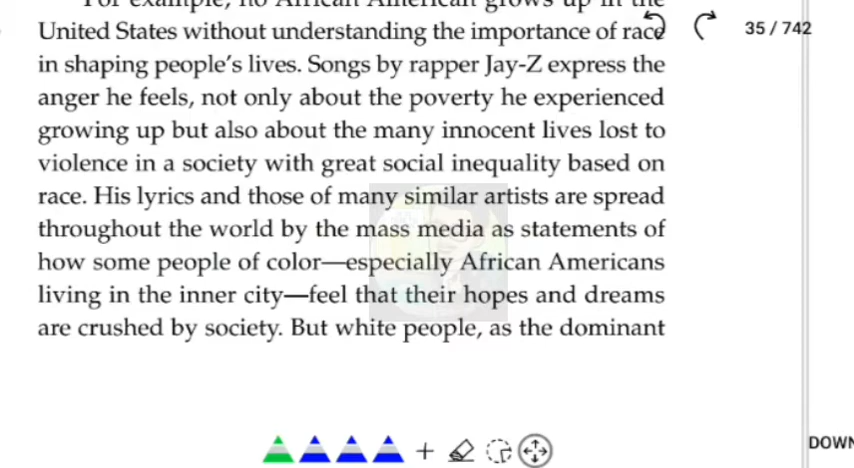 For example, no African American grows up in the
United States without understanding the importance of race
35 / 742
in shaping people's lives. Songs by rapper Jay-Z express the
anger he feels, not only about the poverty he experienced
growing up but also about the many innocent lives lost to
violence in a society with great social inequality based on
race. His lyrics and those of many similar artists are spread
throughout the world by the mass media as statements of
how some people of color—especially African Americans
living in the inner city—feel that their hopes and dreams
are crushed by society. But white people, as the dominant
DOWN